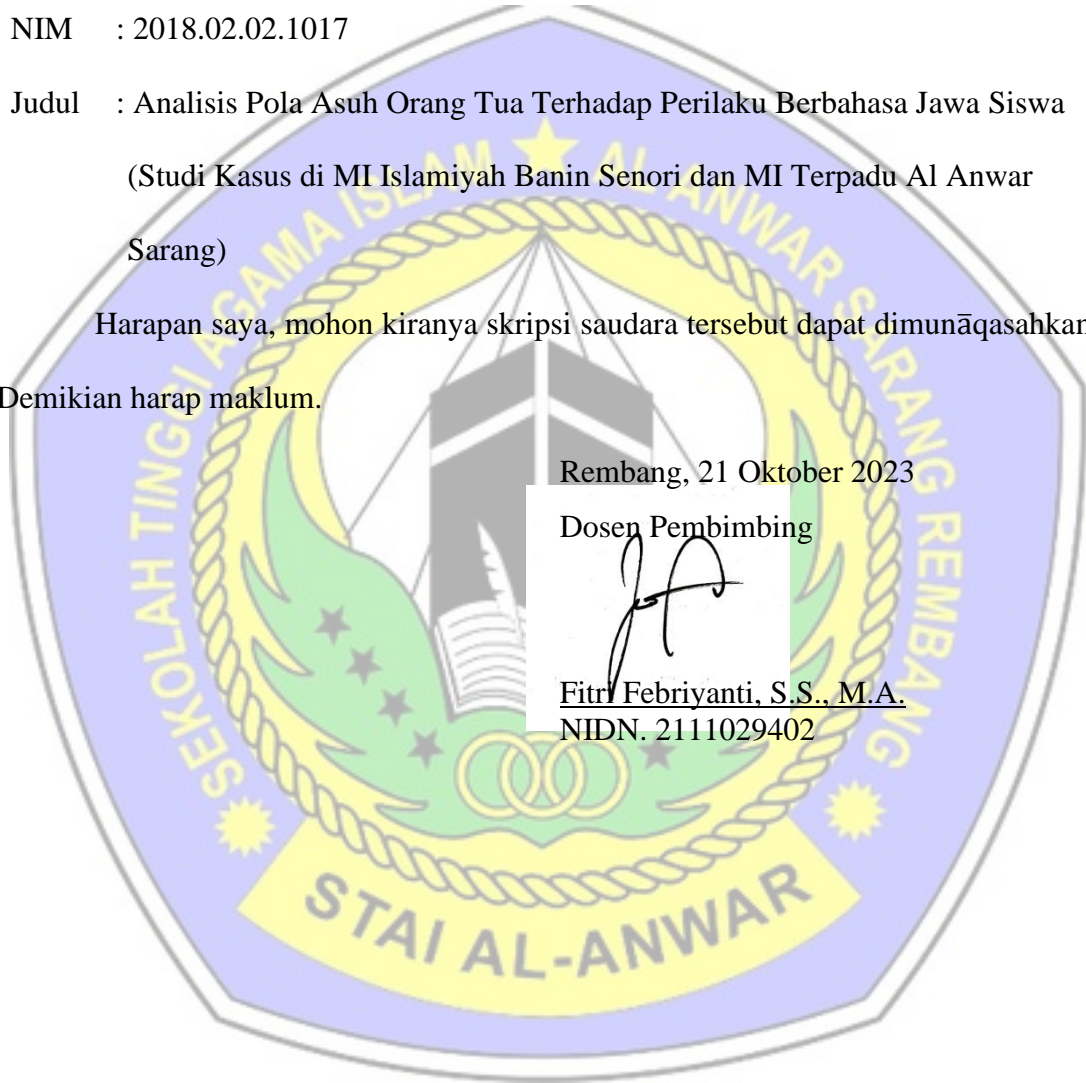 NIM : 2018.02.02.1017
Judul : Analisis Pola Asuh Orang Tua Terhadap Perilaku Berbahasa Jawa Siswa
(Studi Kasus di MI Islamiyah Banin Senori dan MI Terpadu Al Anwar
Sarang)
Harapan saya, mohon kiranya skripsi saudara tersebut dapat dimunāqasahkan
Demikian harap maklum.
Rembang, 21 Oktober 2023
Dosen Pembimbing
Fitri Febriyanti, S.S., M.A.
NIDN. 2111029402
SEKOLAH TINGGI AGAMA ISLAM AL ANWAR SARANG REMBANG
STAI AL-ANWAR